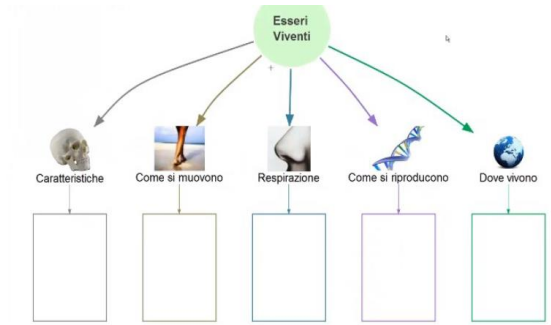 Esseri
Viventi
Caratteristiche
Come si muovono
Respirazione
Come si riproducono
Dove vivono